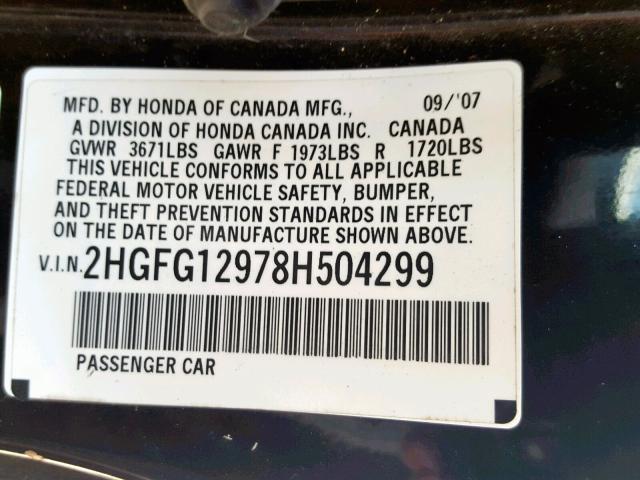 MFD. BY HONDA OF CANADA MFG., 09/'07
A DIVISION OF HONDA CANADA INC. CANADA
GVWR 3671LBS GAWR F 1973LBS R 1720LBS
THIS VEHICLE CONFORMS TO ALL APPLICABLE
FEDERAL MOTOR VEHICLE SAFETY, BUMPER,
AND THEFT PREVENTION STANDARDS IN EFFECT
ON THE DATE OF MANUFACTURE SHOWN ABOVE.
V.I.N. 2HGFG12978H504299
PASSENGER CAR